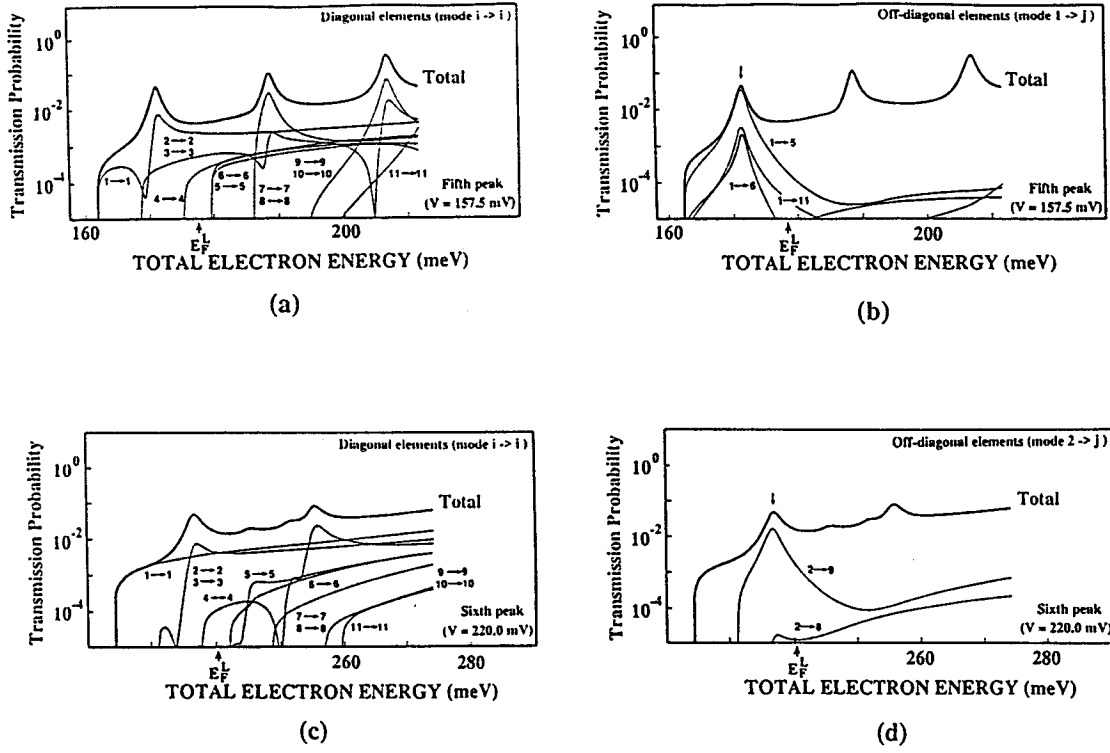 Diagonal elements (mode i -> i)
Transmission Probability
10^0
10^-2
10^-4
Total
2→2
3→3
1→1
4→4
6→6
5→5
9→9
10→10
7→7
8→8
11→11
Fifth peak
(V = 157.5 mV)
160
200
E_F^L
TOTAL ELECTRON ENERGY (meV)
(a)
Off-diagonal elements (mode 1 -> j)
Transmission Probability
10^0
10^-2
10^-4
Total
1→5
1→6
1→11
Fifth peak
(V = 157.5 mV)
160
200
E_F^L
TOTAL ELECTRON ENERGY (meV)
(b)
Diagonal elements (mode i -> i)
Transmission Probability
10^0
10^-2
10^-4
Total
1→1
2→2
3→3
4→4
5→5
6→6
7→7
8→8
9→9
10→10
11→11
Sixth peak
(V = 220.0 mV)
260
280
E_F^L
TOTAL ELECTRON ENERGY (meV)
(c)
Off-diagonal elements (mode 2 -> j)
Transmission Probability
10^0
10^-2
10^-4
Total
2→9
2→8
Sixth peak
(V = 220.0 mV)
260
280
E_F^L
TOTAL ELECTRON ENERGY (meV)
(d)